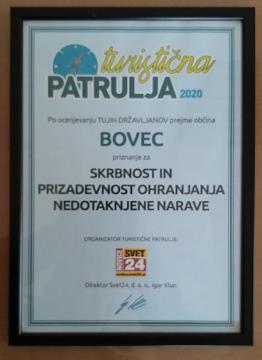 turistična
PATRULJA 2020
Po ocenjevanju TUJIH DRŽAVLJANOV prejme občina
BOVEC
priznanje za
SKRBNOST IN
PRIZADEVNOST OHRANJANJA
NEDOTAKNJENE NARAVE
ORGANIZATOR TURISTIČNE PATRULJE:
SVET
24
Direktor Svet24, d. o. o., Igor Klun